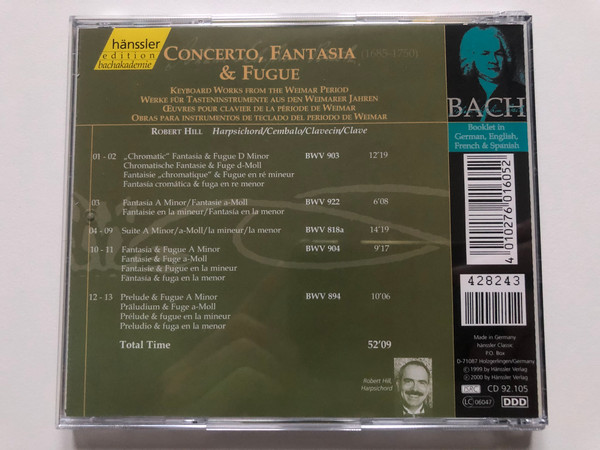 hänssler
edition
bachakademie
CONCERTO, FANTASIA (1685-1750)
& FUGUE
KEYBOARD WORKS FROM THE WEIMAR PERIOD
WERKE FÜR TASTENINSTRUMENTE AUS DEN WEIMARER JAHREN
ŒUVRES POUR CLAVIER DE LA PÉRIODE DE WEIMAR
OBRAS PARA INSTRUMENTOS DE TECLADO DEL PERIODO DE WEIMAR
ROBERT HILL Harpsichord/Cembalo/Clavecin/Clave
01 - 02 „Chromatic" Fantasia & Fugue D Minor BWV 903 12'19
Chromatische Fantasie & Fuge d-Moll
Fantaisie „chromatique" & Fugue en ré mineur
Fantasía cromática & fuga en re menor
03 Fantasia A Minor/Fantasie a-Moll BWV 922 6'08
Fantaisie en la mineur/Fantasía en la menor
04 - 09 Suite A Minor/a-Moll/la mineur/la menor BWV 818a 14'19
10 - 11 Fantasia & Fugue A Minor BWV 904 9'17
Fantasie & Fuge a-Moll
Fantaisie & Fugue en la mineur
Fantasía & fuga en la menor
12 - 13 Prelude & Fugue A Minor BWV 894 10'06
Präludium & Fuge a-Moll
Prélude & fugue en la mineur
Preludio & fuga en la menor
Total Time 52'09
Robert Hill,
Harpsichord
BACH
Booklet in
German, English,
French & Spanish
4 010276 016052
428243
Made in Germany
hänssler Classic
P.O. Box
D-71087 Holzgerlingen/Germany
℗ 1999 by Hänssler Verlag
© 2000 by Hänssler Verlag
ISRC CD 92.105
LC 06047 DDD